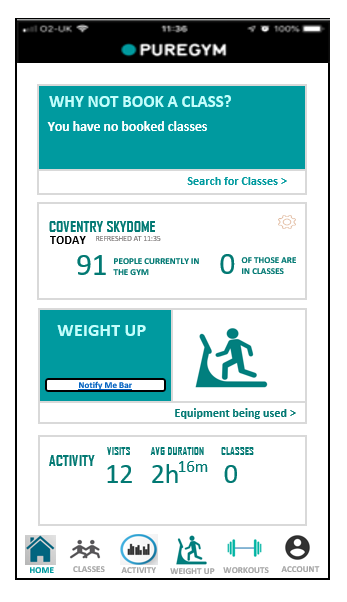 O2-UK 11:36 100%
PUREGYM
WHY NOT BOOK A CLASS?
You have no booked classes
Search for Classes >
COVENTRY SKYDOME
TODAY REFRESHED AT 11:35
91 PEOPLE CURRENTLY IN THE GYM
0 OF THOSE ARE IN CLASSES
WEIGHT UP
Notify Me Bar
Equipment being used >
ACTIVITY
VISITS AVG DURATION CLASSES
12 2h16m 0
HOME CLASSES ACTIVITY WEIGHT UP WORKOUTS ACCOUNT